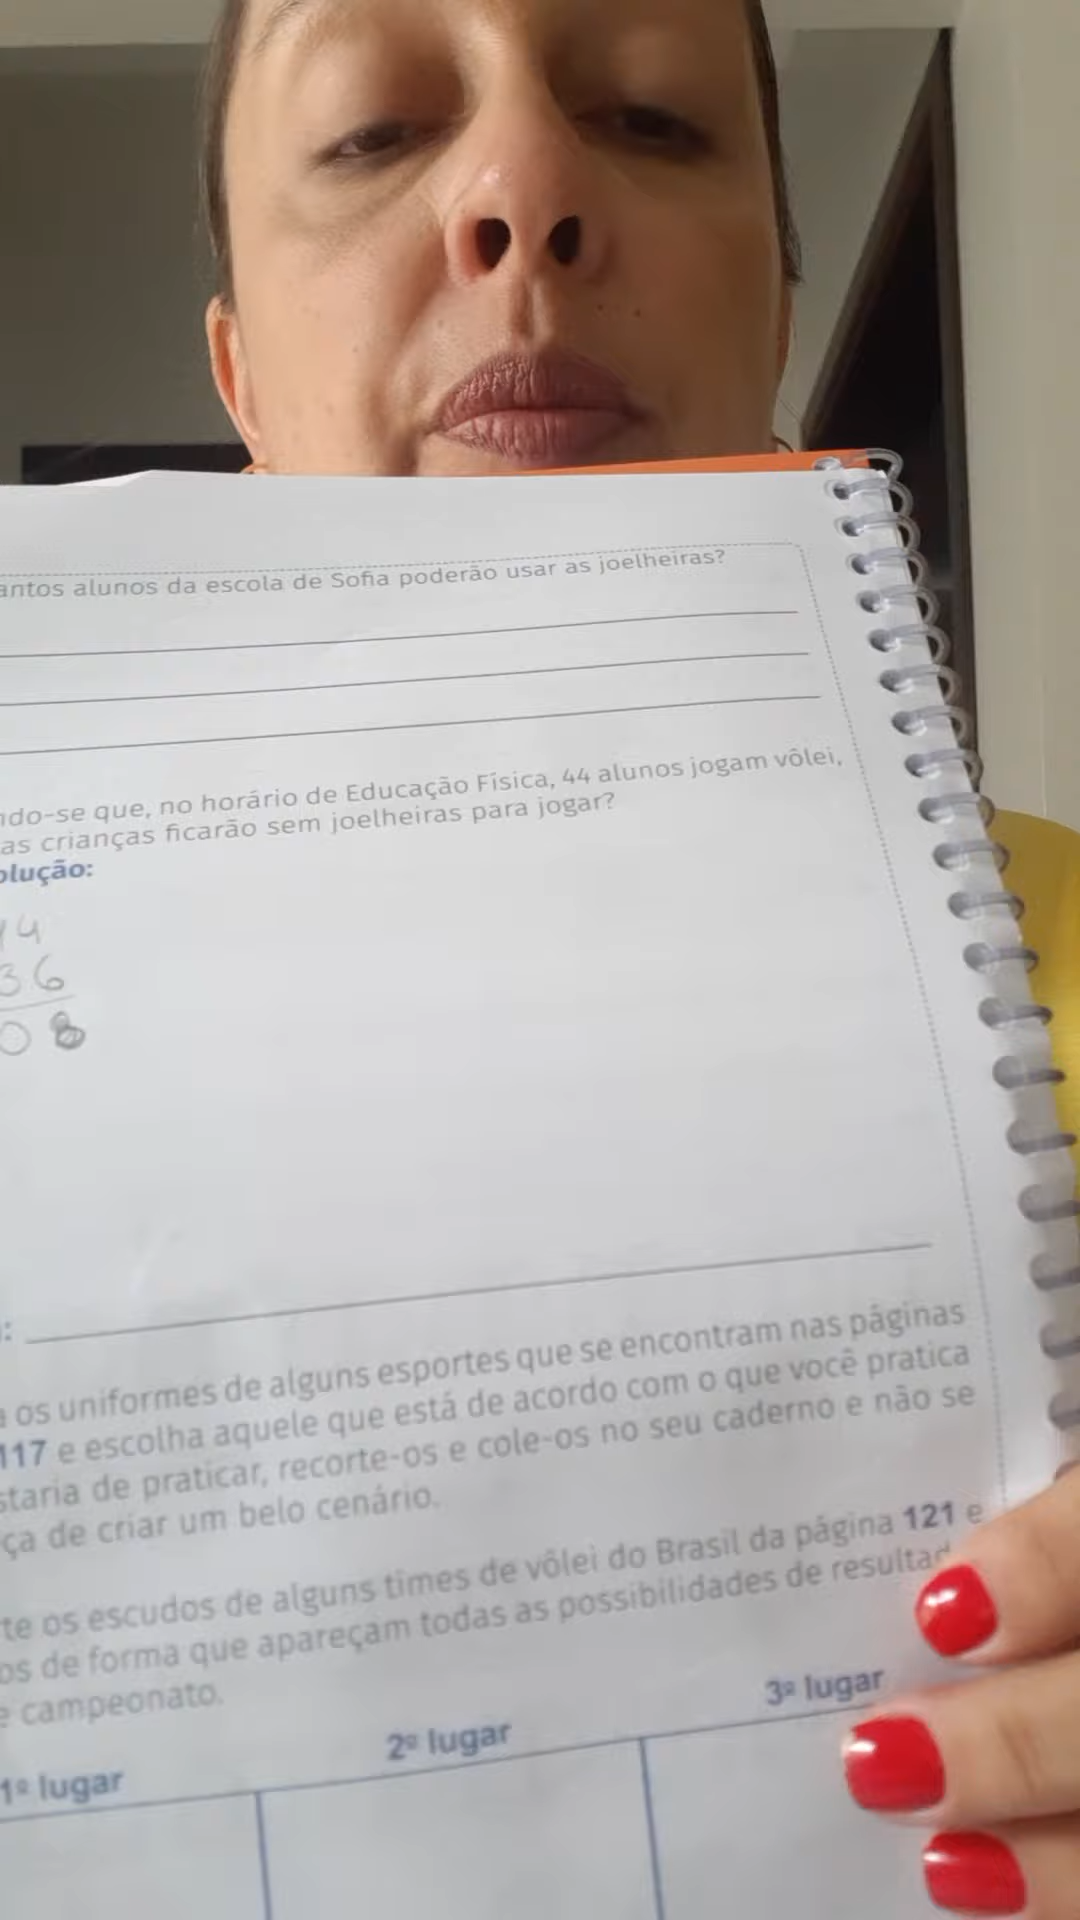 antos alunos da escola de Sofia poderão usar as joelheiras?
ndo-se que, no horário de Educação Física, 44 alunos jogam vôlei,
as crianças ficarão sem joelheiras para jogar?
olução:
44
36
08
a:
a os uniformes de alguns esportes que se encontram nas páginas
117 e escolha aquele que está de acordo com o que você pratica
staria de praticar, recorte-os e cole-os no seu caderno e não se
ça de criar um belo cenário.
te os escudos de alguns times de vôlei do Brasil da página 121 e
os de forma que apareçam todas as possibilidades de resultad
e campeonato.
1º lugar 2º lugar 3º lugar